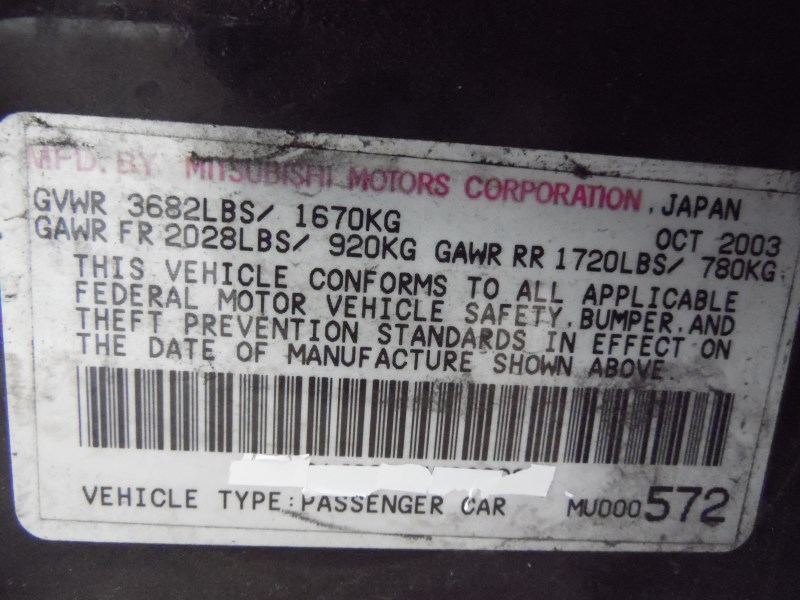 MFD. BY MITSUBISHI MOTORS CORPORATION, JAPAN
GVWR 3682LBS/ 1670KG OCT 2003
GAWR FR 2028LBS/ 920KG GAWR RR 1720LBS/ 780KG
THIS VEHICLE CONFORMS TO ALL APPLICABLE
FEDERAL MOTOR VEHICLE SAFETY, BUMPER, AND
THEFT PREVENTION STANDARDS IN EFFECT ON
THE DATE OF MANUFACTURE SHOWN ABOVE
VEHICLE TYPE:PASSENGER CAR MUD00572